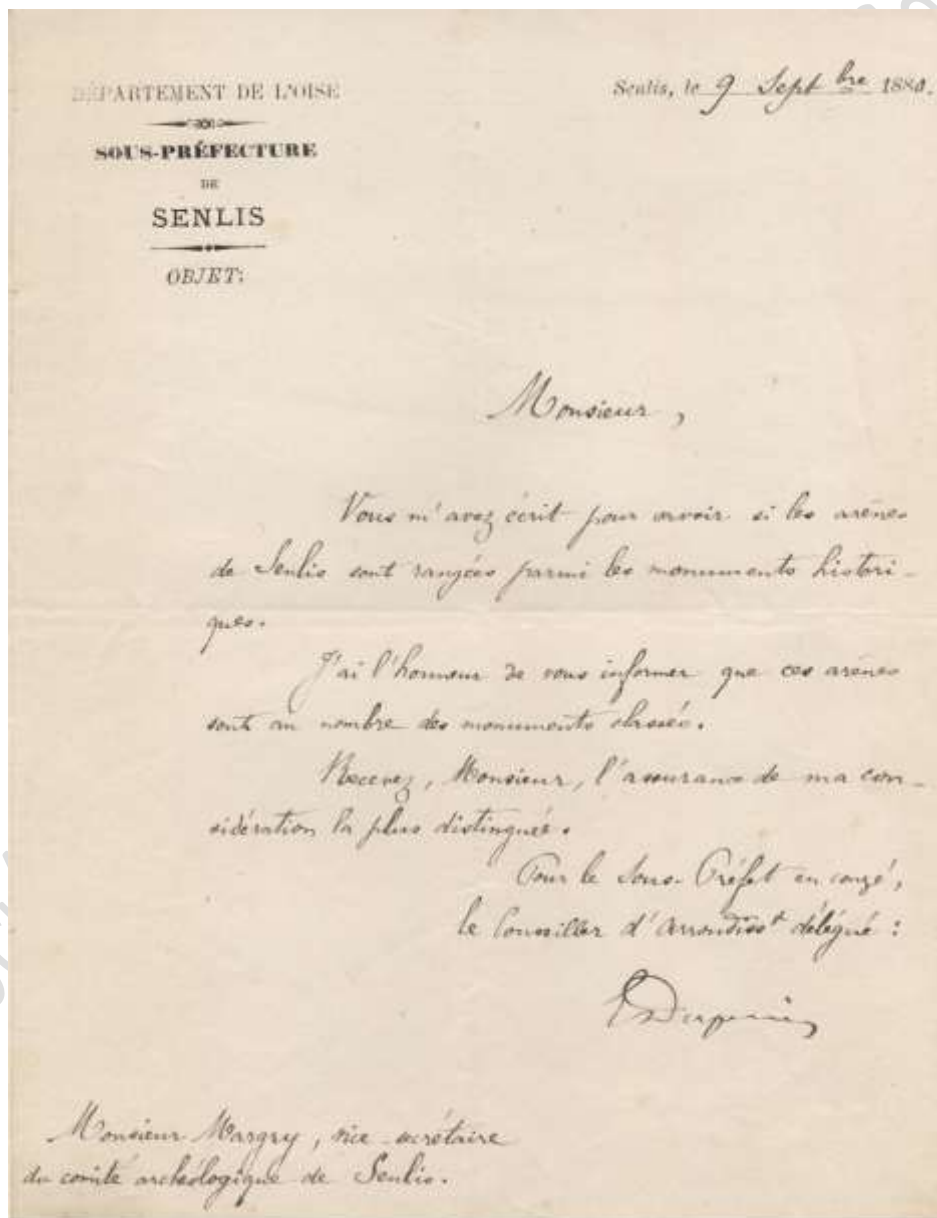 DÉPARTEMENT DE L'OISE
SOUS-PRÉFECTURE
DE
SENLIS
OBJET:
Senlis, le 9 Sept bre 1880.
Monsieur,
Vous m'avez écrit pour savoir si les arènes
de Senlis sont rangées parmi les monuments histori-
ques.
J'ai l'honneur de vous informer que ces arènes
sont au nombre des monuments classés.
Recevez, Monsieur, l'assurance de ma con-
sidération la plus distinguée.
Pour le Sous-Préfet en congé,
le Conseiller d'Arrondisst délégué :
Monsieur Margry, vice-secrétaire
du comité archéologique de Senlis.